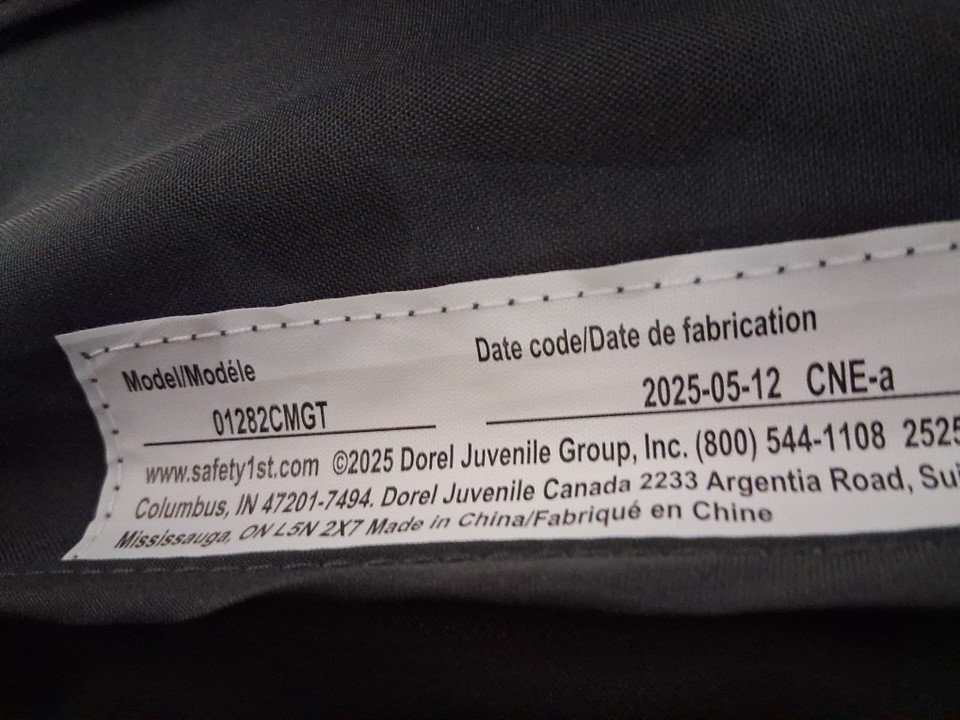 Model/Modéle
Date code/Date de fabrication
01282CMGT
2025-05-12 CNE-a
www.safety1st.com ©2025 Dorel Juvenile Group, Inc. (800) 544-1108 2525
Columbus, IN 47201-7494. Dorel Juvenile Canada 2233 Argentia Road,
Mississauga, ON L5N 2X7 Made in China/Fabriqué en Chine